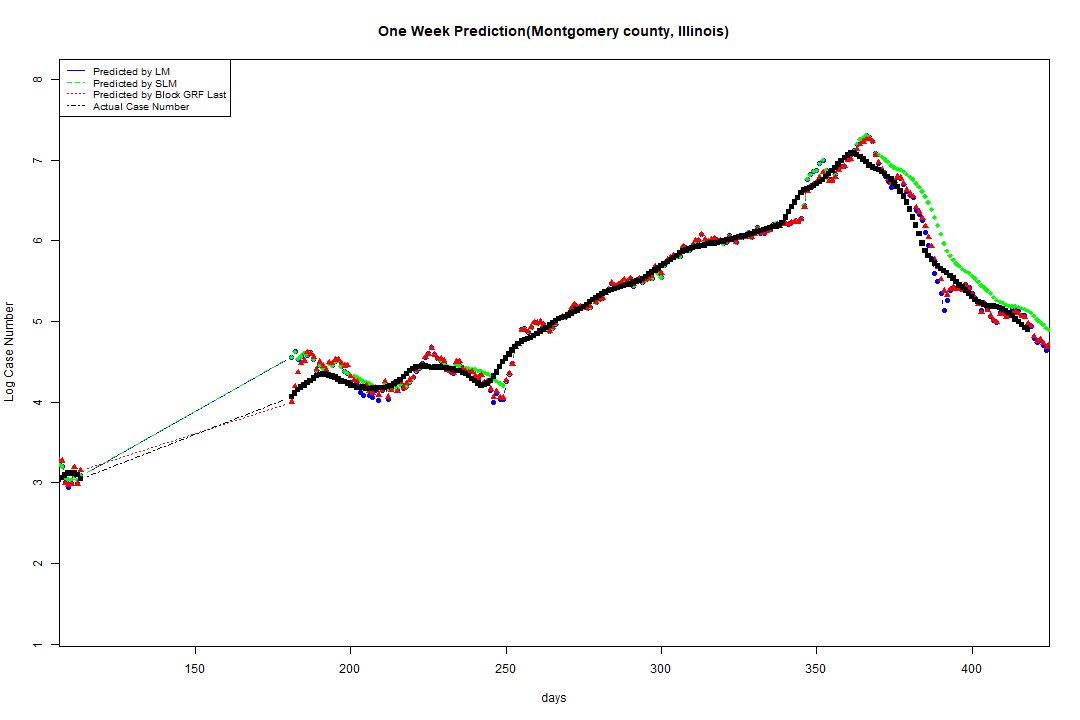 One Week Prediction(Montgomery county, Illinois)
Predicted by LM
Predicted by SLM
Predicted by Block GRF Last
Actual Case Number
Log Case Number
8
7
6
5
4
3
2
1
150 200 250 300 350 400
days